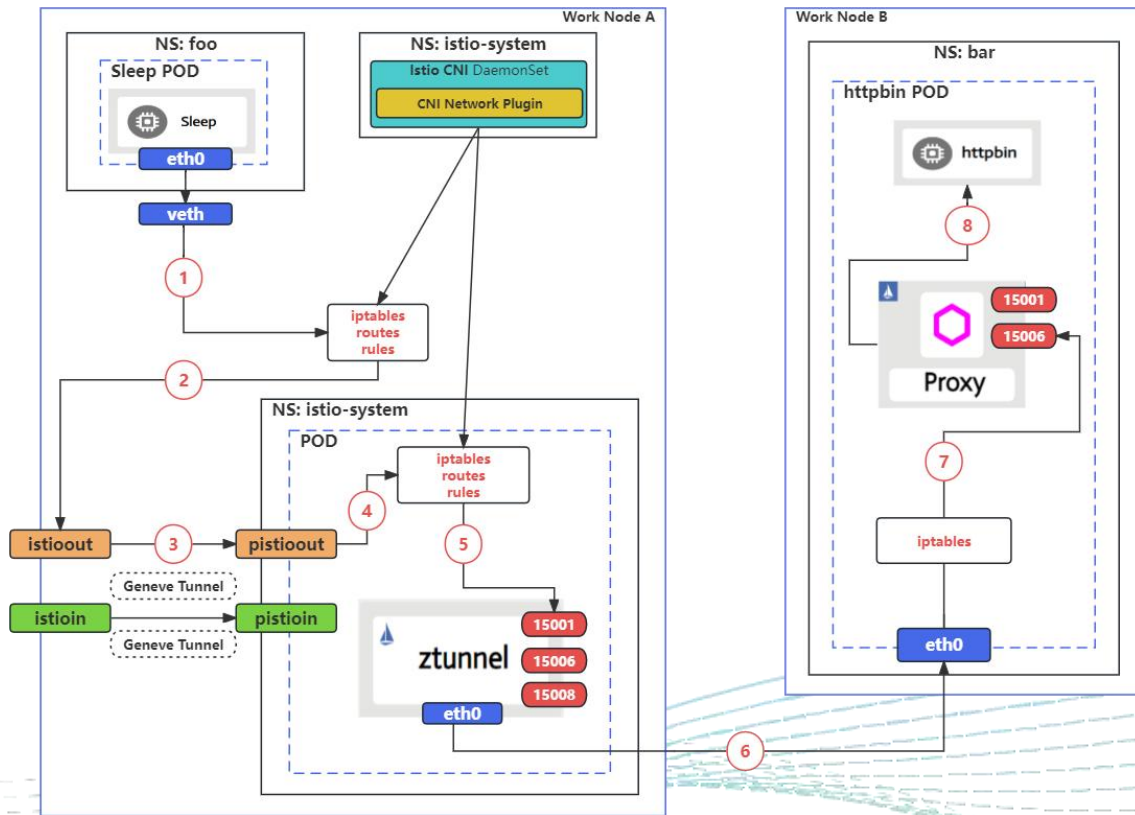 Work Node A
NS: foo
Sleep POD
Sleep
eth0
veth
NS: istio-system
Istio CNI DaemonSet
CNI Network Plugin
1
iptables
routes
rules
2
NS: istio-system
POD
iptables
routes
rules
4
5
istioout
3
pistioout
Geneve Tunnel
istioin
pistioin
Geneve Tunnel
ztunnel
15001
15006
15008
eth0
6
Work Node B
NS: bar
httpbin POD
httpbin
8
15001
15006
Proxy
7
iptables
eth0